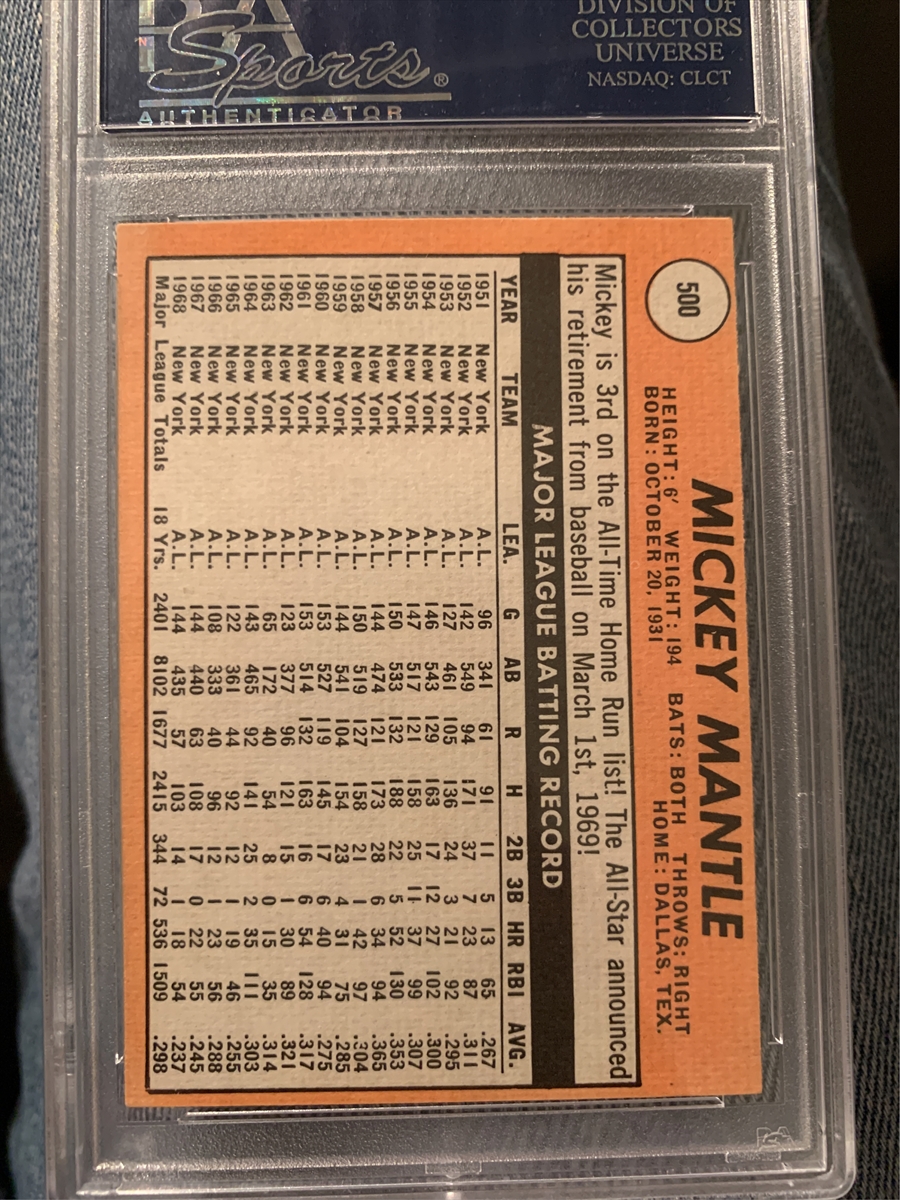 Sports®
AUTHENTICATOR
DIVISION OF
COLLECTORS
UNIVERSE
NASDAQ: CLCT
500
MICKEY MANTLE
HEIGHT: 6' WEIGHT: 194 BATS: BOTH THROWS: RIGHT
BORN: OCTOBER 20, 1931 HOME: DALLAS, TEX.
Mickey is 3rd on the All-Time Home Run list! The All-Star announced
his retirement from baseball on March 1st, 1969!
MAJOR LEAGUE BATTING RECORD
YEAR TEAM LEA. G AB R H 2B 3B HR RBI AVG.
1951 New York A.L. 96 341 61 91 11 5 13 65 .267
1952 New York A.L. 142 549 94 171 37 7 23 87 .311
1953 New York A.L. 127 461 105 136 24 3 21 92 .295
1954 New York A.L. 146 543 129 163 17 12 27 102 .300
1955 New York A.L. 147 517 121 158 25 11 37 99 .307
1956 New York A.L. 150 533 132 188 22 5 52 130 .353
1957 New York A.L. 144 474 121 173 28 6 34 94 .365
1958 New York A.L. 150 519 127 158 21 1 42 97 .304
1959 New York A.L. 144 541 104 154 23 4 31 75 .285
1960 New York A.L. 153 527 119 145 17 6 40 94 .275
1961 New York A.L. 153 514 132 163 16 6 54 128 .317
1962 New York A.L. 123 377 96 121 15 1 30 89 .321
1963 New York A.L. 65 172 40 54 8 0 15 35 .314
1964 New York A.L. 143 465 92 141 25 2 35 111 .303
1965 New York A.L. 122 361 44 92 12 1 19 46 .255
1966 New York A.L. 108 333 40 96 12 1 23 56 .288
1967 New York A.L. 144 440 63 108 17 0 22 55 .245
1968 New York A.L. 144 435 57 103 14 1 18 54 .237
Major League Totals 18 Yrs. 2401 8102 1677 2415 344 72 536 1509 .298